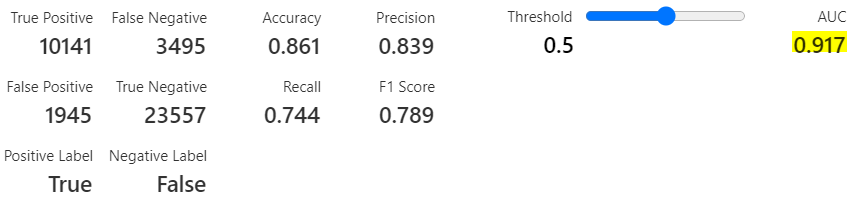 True Positive False Negative Accuracy Precision Threshold AUC
10141 3495 0.861 0.839 0.5 0.917
False Positive True Negative Recall F1 Score
1945 23557 0.744 0.789
Positive Label Negative Label
True False